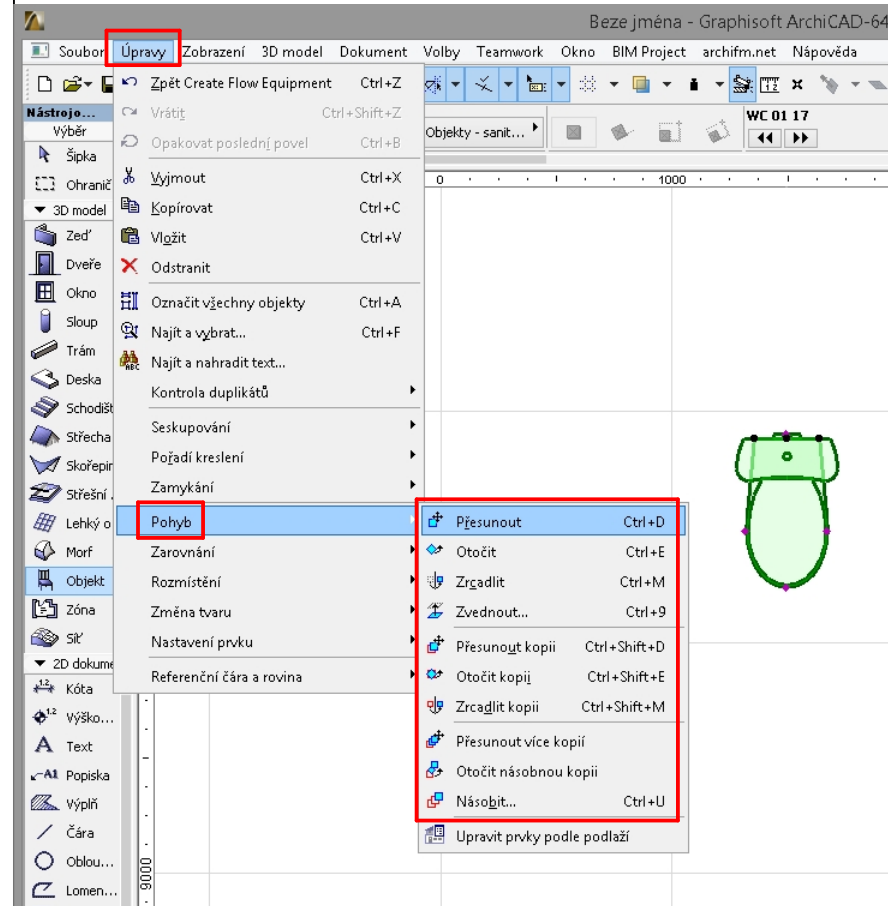 Beze jména - Graphisoft ArchiCAD-64
Soubor Úpravy Zobrazení 3D model Dokument Volby Teamwork Okno BIM Project archifm.net Nápověda
Nástrojo...
Výběr
Šipka
Ohranič
3D model
Zeď
Dveře
Okno
Sloup
Trám
Deska
Schodišt
Střecha
Skořepin
Střešní .
Lehký o
Morf
Objekt
Zóna
Síť
2D dokume
Kóta
1.2 Výško...
A Text
A1 Popiska
Výplň
Čára
Oblou...
Lomen...
Zpět Create Flow Equipment Ctrl+Z
Vrátit Ctrl+Shift+Z
Opakovat poslední povel Ctrl+B
Vyjmout Ctrl+X
Kopírovat Ctrl+C
Vložit Ctrl+V
Odstranit
Označit všechny objekty Ctrl+A
Najít a vybrat... Ctrl+F
Najít a nahradit text...
Kontrola duplikátů
Seskupování
Pořadí kreslení
Zamykání
Pohyb
Zarovnání
Rozmístění
Změna tvaru
Nastavení prvku
Referenční čára a rovina
Přesunout Ctrl+D
Otočit Ctrl+E
Zrcadlit Ctrl+M
Zvednout... Ctrl+9
Přesunout kopii Ctrl+Shift+D
Otočit kopii Ctrl+Shift+E
Zrcadlit kopii Ctrl+Shift+M
Přesunout více kopií
Otočit násobnou kopii
Násobit... Ctrl+U
Upravit prvky podle podlaží
Objekty - sanit...
WC 01 17
0 1000
9000